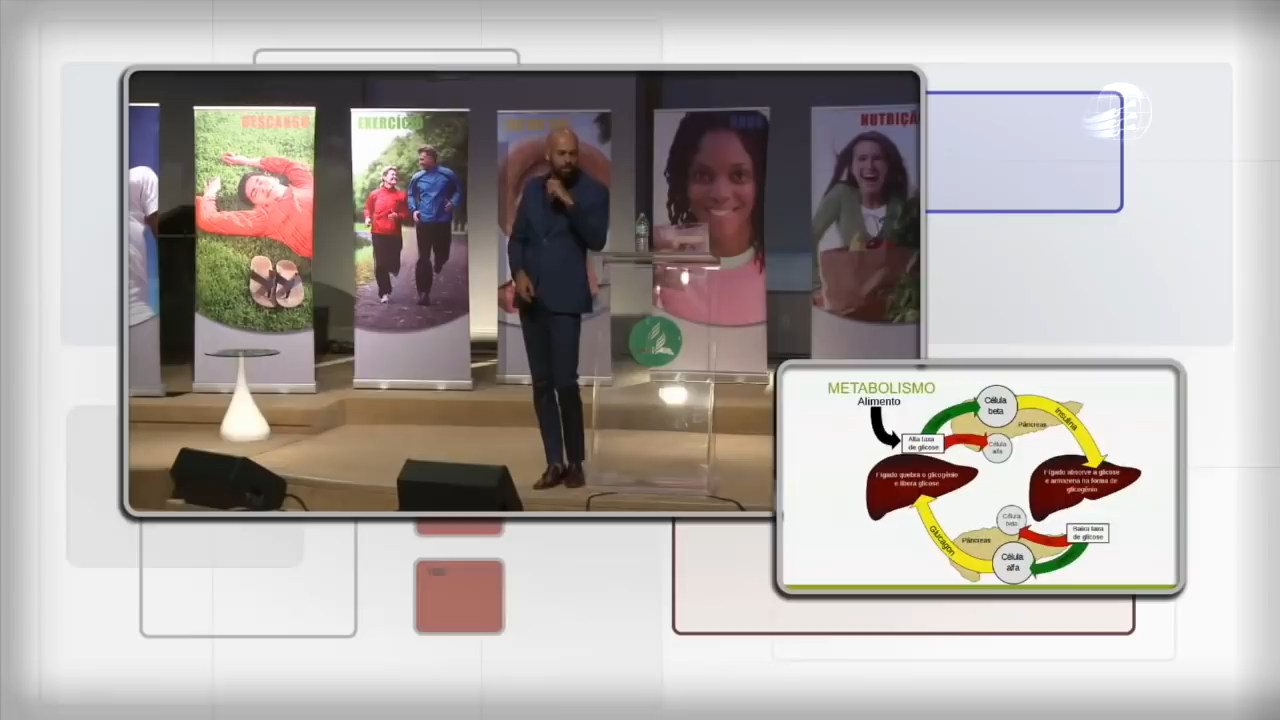 DESCANSO
EXERCÍCIO
NUTRIÇÃ
METABOLISMO
Alimento
Célula
beta
Insulina
Pâncreas
Alta taxa
de glicose
Célula
alfa
Fígado quebra o glicogênio
e libera glicose
Fígado absorve a glicose
e armazena na forma de
glicogênio
Célula
beta
Baixa taxa
de glicose
Glucagon
Pâncreas
Célula
alfa